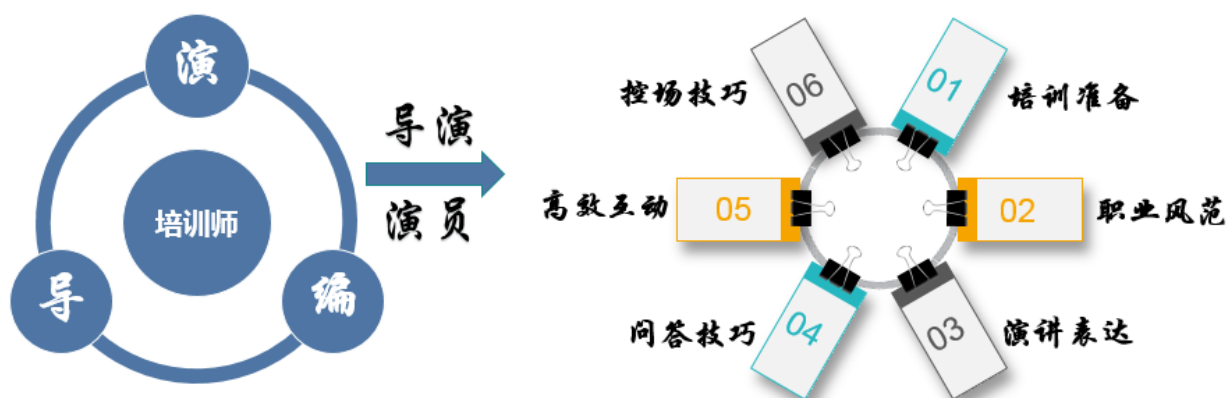 演
培训师
导
编
导演
演员
01
培训准备
02
职业风范
03
演讲表达
04
问答技巧
05
高效互动
06
控场技巧